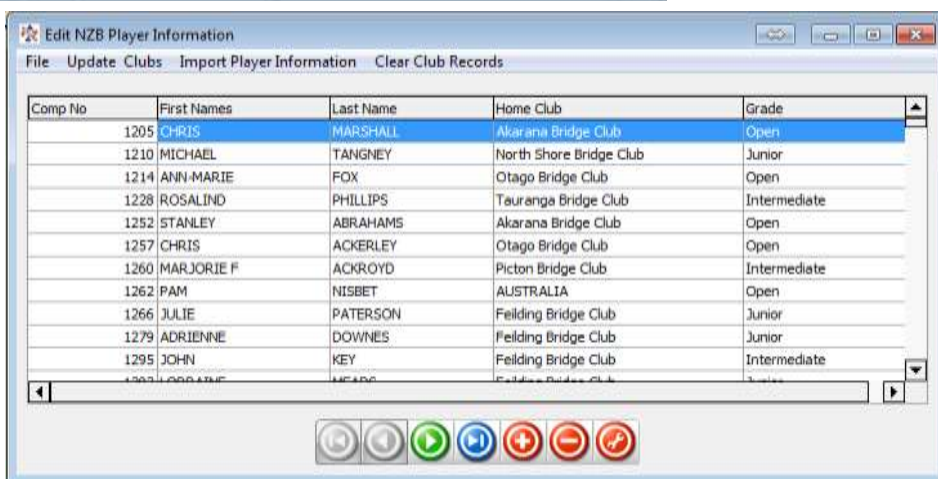 Edit NZB Player Information
File Update Clubs Import Player Information Clear Club Records
Comp No First Names Last Name Home Club Grade
1205 CHRIS MARSHALL Akarana Bridge Club Open
1210 MICHAEL TANGNEY North Shore Bridge Club Junior
1214 ANN-MARIE FOX Otago Bridge Club Open
1228 ROSALIND PHILLIPS Tauranga Bridge Club Intermediate
1252 STANLEY ABRAHAMS Akarana Bridge Club Open
1257 CHRIS ACKERLEY Otago Bridge Club Open
1260 MARJORIE F ACKROYD Picton Bridge Club Intermediate
1262 PAM NISBET AUSTRALIA Open
1266 JULIE PATERSON Feilding Bridge Club Junior
1279 ADRIENNE DOWNES Feilding Bridge Club Junior
1295 JOHN KEY Feilding Bridge Club Intermediate